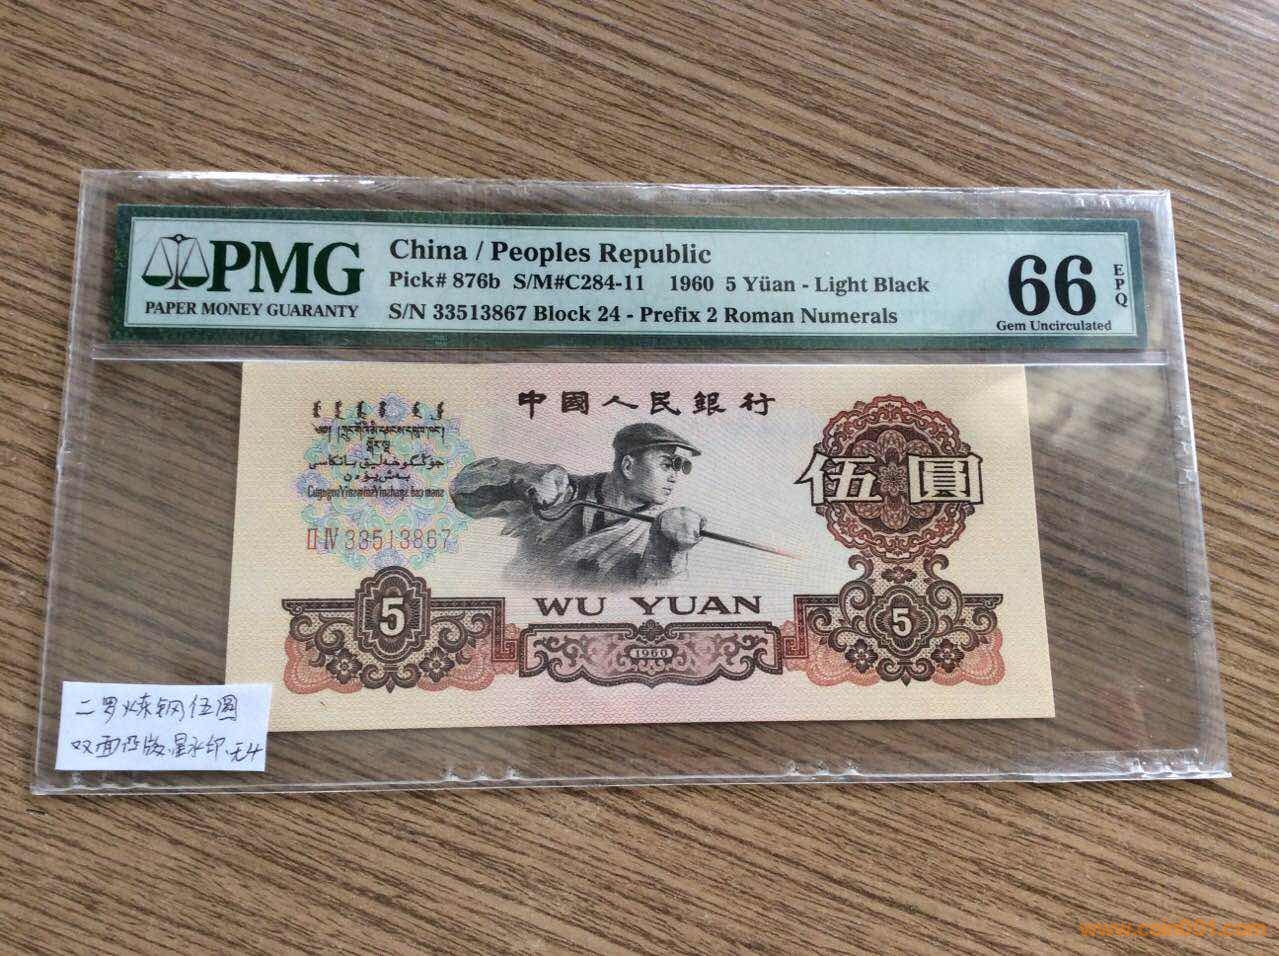 PMG
PAPER MONEY GUARANTY
China / Peoples Republic
Pick# 876b S/M#C284-11 1960 5 Yüan - Light Black
S/N 33513867 Block 24 - Prefix 2 Roman Numerals
66
EPQ
Gem Uncirculated
中國人民銀行
伍圓
Ⅱ Ⅳ 33513867
5
WU YUAN
5
1960
二罗炼钢伍圆
双面凸版、星水印、无4